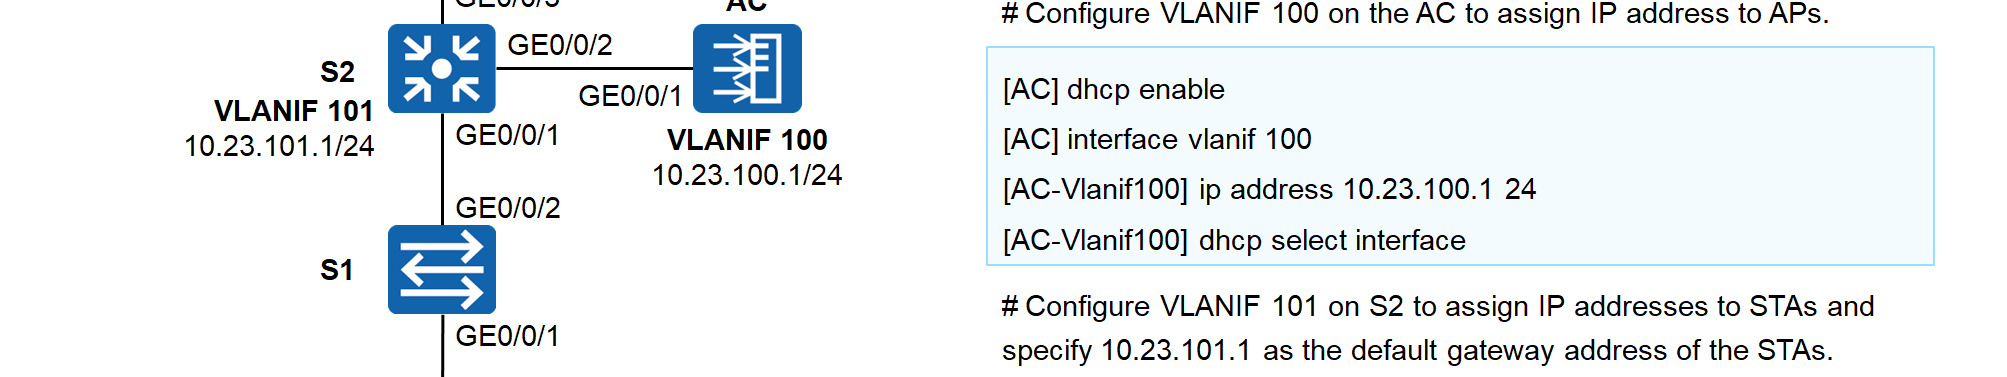 GE0/0/3
AC
S2
GE0/0/2
VLANIF 101
10.23.101.1/24
GE0/0/1
GE0/0/1
VLANIF 100
10.23.100.1/24
GE0/0/2
S1
GE0/0/1
# Configure VLANIF 100 on the AC to assign IP address to APs.
[AC] dhcp enable
[AC] interface vlanif 100
[AC-Vlanif100] ip address 10.23.100.1 24
[AC-Vlanif100] dhcp select interface
# Configure VLANIF 101 on S2 to assign IP addresses to STAs and
specify 10.23.101.1 as the default gateway address of the STAs.